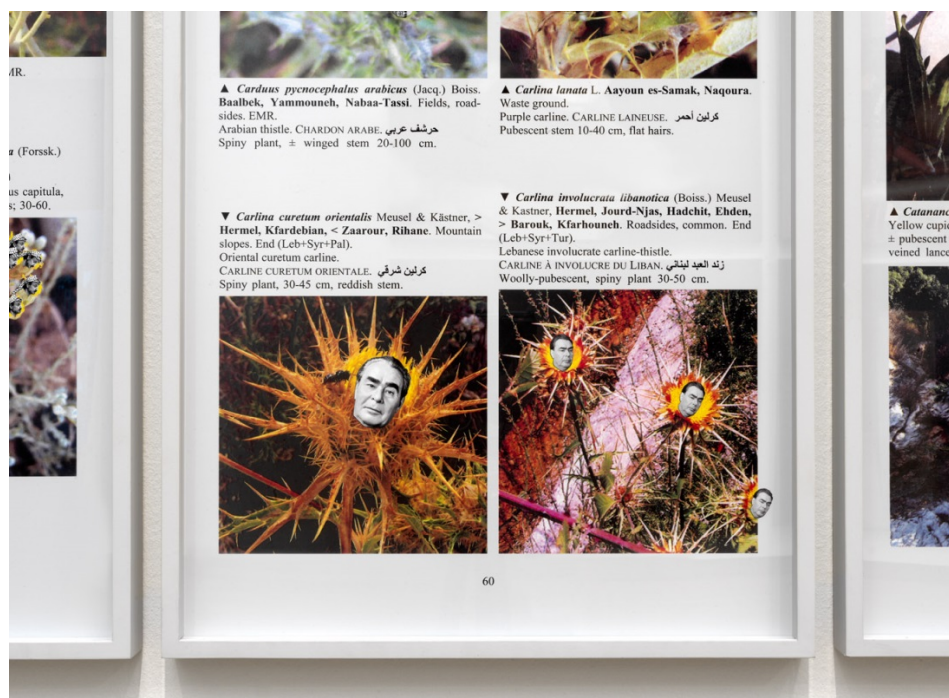 MR.
a (Forssk.)
us capitula,
s; 30-60.
▲ Carduus pycnocephalus arabicus (Jacq.) Boiss.
Baalbek, Yammouneh, Nabaa-Tassi. Fields, road-
sides. EMR.
Arabian thistle. CHARDON ARABE. حرشف عربي
Spiny plant, ± winged stem 20-100 cm.
▼ Carlina curetum orientalis Meusel & Kästner, >
Hermel, Kfardebian, < Zaarour, Rihane. Mountain
slopes. End (Leb+Syr+Pal).
Oriental curetum carline.
CARLINE CURETUM ORIENTALE. كرلين شرقي
Spiny plant, 30-45 cm, reddish stem.
▲ Carlina lanata L. Aayoun es-Samak, Naqoura.
Waste ground.
Purple carline. CARLINE LAINEUSE. كرلين أحمر
Pubescent stem 10-40 cm, flat hairs.
▼ Carlina involucrata libanotica (Boiss.) Meusel
& Kastner, Hermel, Jourd-Njas, Hadchit, Ehden,
> Barouk, Kfarhouneh. Roadsides, common. End
(Leb+Syr+Tur).
Lebanese involucrate carline-thistle.
CARLINE À INVOLUCRE DU LIBAN. زند العبد لبناني
Woolly-pubescent, spiny plant 30-50 cm.
60
▲ Catananc
Yellow cupid
± pubescent
veined lance